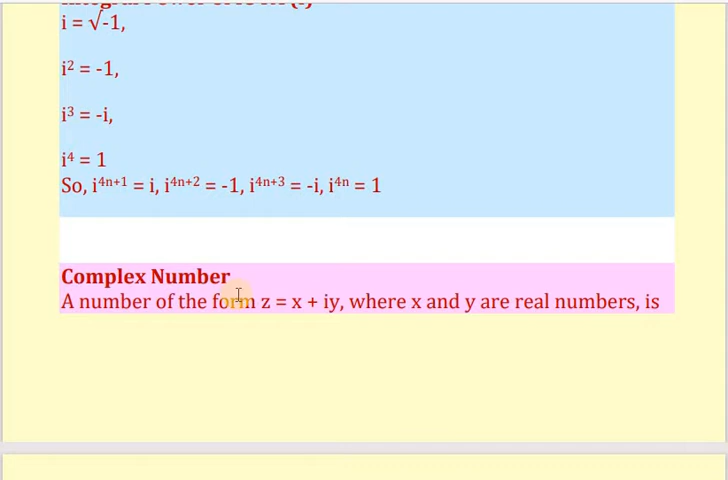 i = √-1,
i² = -1,
i³ = -i,
i⁴ = 1
So, i⁴ⁿ⁺¹ = i, i⁴ⁿ⁺² = -1, i⁴ⁿ⁺³ = -i, i⁴ⁿ = 1
Complex Number
A number of the form z = x + iy, where x and y are real numbers, is